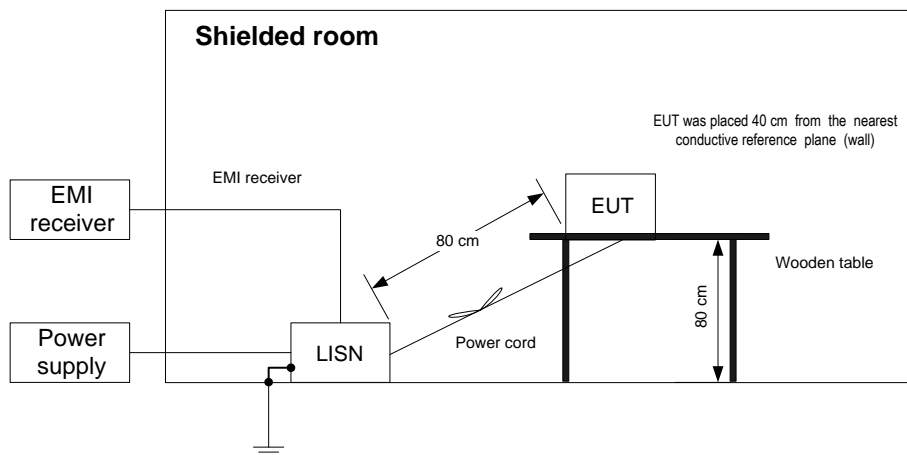 Shielded room
EUT was placed 40 cm from the nearest
conductive reference plane (wall)
EMI receiver
EMI
receiver
EUT
80 cm
Wooden table
80 cm
Power cord
Power
supply
LISN